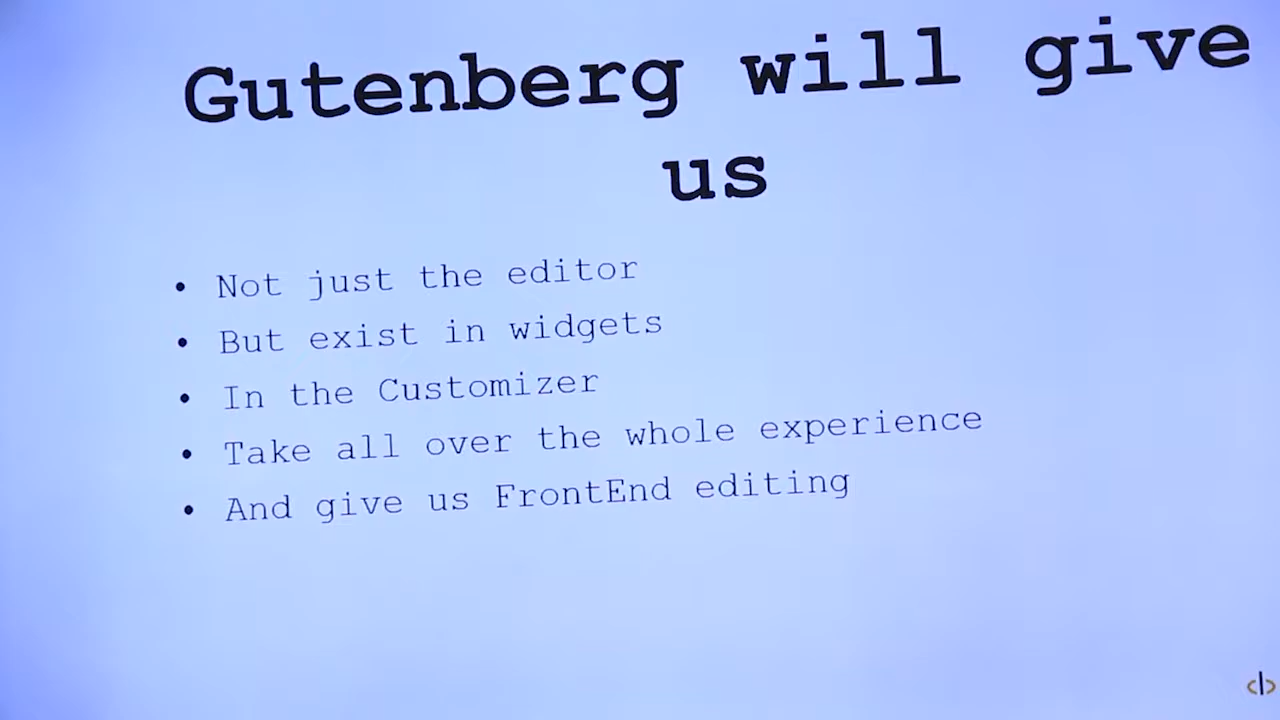 Gutenberg will give
us
• Not just the editor
• But exist in widgets
• In the Customizer
• Take all over the whole experience
• And give us FrontEnd editing